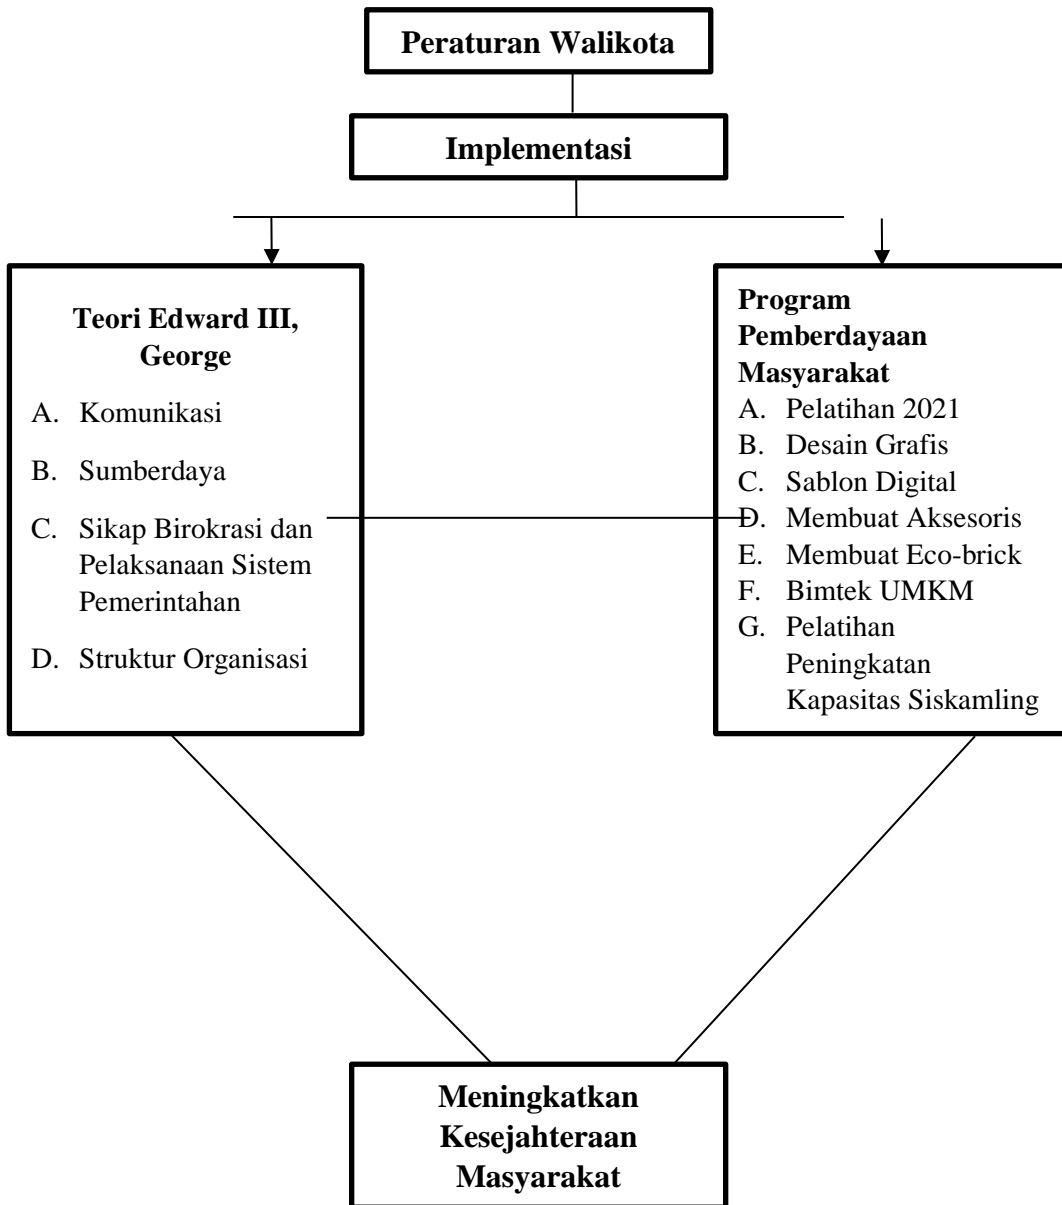 Peraturan Walikota
Implementasi
Teori Edward III,
George
A. Komunikasi
B. Sumberdaya
C. Sikap Birokrasi dan
Pelaksanaan Sistem
Pemerintahan
D. Struktur Organisasi
Program
Pemberdayaan
Masyarakat
A. Pelatihan 2021
B. Desain Grafis
C. Sablon Digital
D. Membuat Aksesoris
E. Membuat Eco-brick
F. Bimtek UMKM
G. Pelatihan
Peningkatan
Kapasitas Siskamling
Meningkatkan
Kesejahteraan
Masyarakat